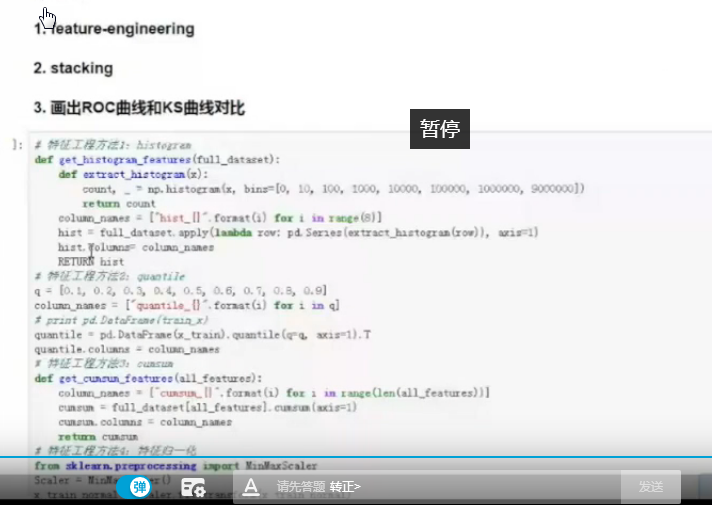 1. feature-engineering
2. stacking
3. 画出ROC曲线和KS曲线对比
暂停
]: # 特征工程方法1: histogram
def get_histogram_features(full_dataset):
def extract_histogram(x):
count, _ = np.histogram(x, bins=[0, 10, 100, 1000, 10000, 100000, 1000000, 9000000])
return count
column_names = ["hist_{}".format(i) for i in range(8)]
hist = full_dataset.apply(lambda row: pd.Series(extract_histogram(row)), axis=1)
hist.columns= column_names
RETURN hist
# 特征工程方法2: quantile
q = [0.1, 0.2, 0.3, 0.4, 0.5, 0.6, 0.7, 0.8, 0.9]
column_names = ["quantile_{}".format(i) for i in q]
# print pd.DataFrame(train_x)
quantile = pd.DataFrame(x_train).quantile(q=q, axis=1).T
quantile.columns = column_names
# 特征工程方法3: cumsum
def get_cumsum_features(all_features):
column_names = ["cumsum_{}".format(i) for i in range(len(all_features))]
cumsum = full_dataset[all_features].cumsum(axis=1)
cumsum.columns = column_names
return cumsum
# 特征工程方法4: 特征归一化
from sklearn.preprocessing import MinMaxScaler
Scaler = MinMaxScaler()
弹
A
请先答题 转正>
发送